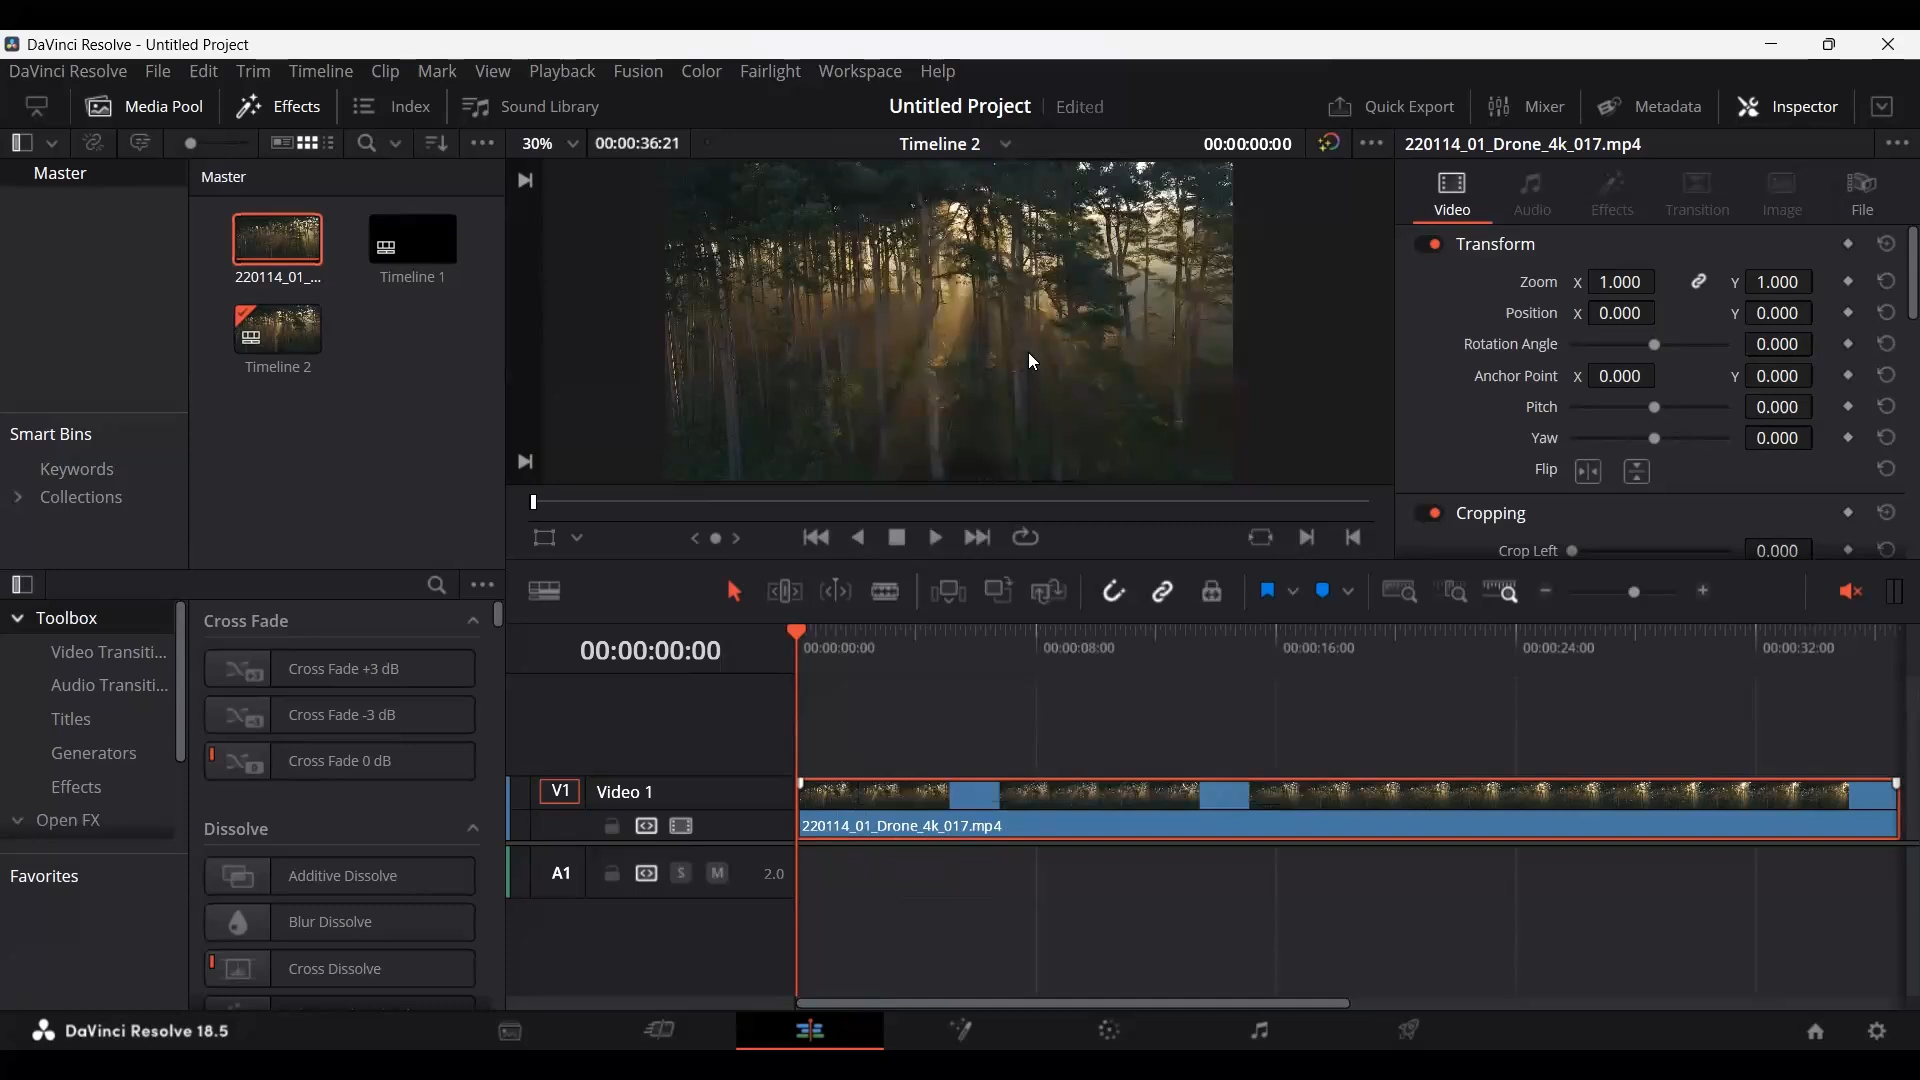 DaVinci Resolve - Untitled Project
DaVinci Resolve File Edit Trim Timeline Clip Mark View Playback Fusion Color Fairlight Workspace Help
Media Pool Effects Index Sound Library Untitled Project Edited Quick Export Mixer Metadata Inspector
30% 00:00:36:21 Timeline 2 00:00:00:00 220114_01_Drone_4k_017.mp4
Master
Master
220114_01_...
Timeline 1
Timeline 2
Smart Bins
Keywords
Collections
Video Audio Effects Transition Image File
Transform
Zoom X 1.000 Y 1.000
Position X 0.000 Y 0.000
Rotation Angle 0.000
Anchor Point X 0.000 Y 0.000
Pitch 0.000
Yaw 0.000
Flip
Cropping
Crop Left 0.000
Toolbox
Video Transiti...
Audio Transiti...
Titles
Generators
Effects
Open FX
Favorites
Cross Fade
+3
Cross Fade +3 dB
-3
Cross Fade -3 dB
0
Cross Fade 0 dB
Dissolve
Additive Dissolve
Blur Dissolve
Cross Dissolve
00:00:00:00
00:00:00:00 00:00:08:00 00:00:16:00 00:00:24:00 00:00:32:00
V1 Video 1
220114_01_Drone_4k_017.mp4
A1 S M 2.0
DaVinci Resolve 18.5